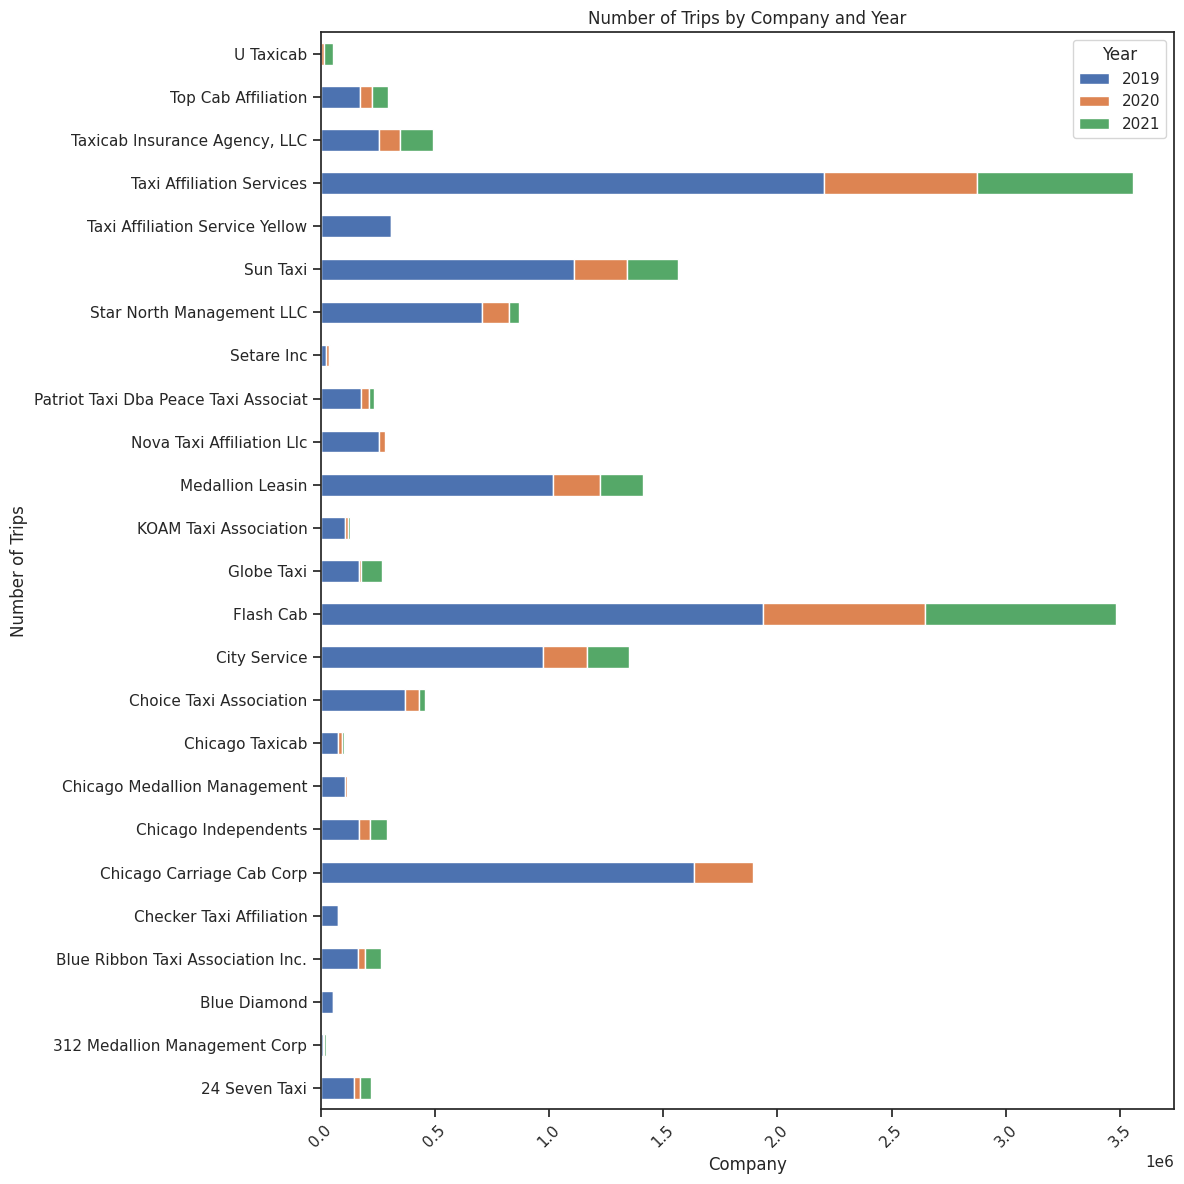 Number of Trips by Company and Year
Year
2019
2020
2021
U Taxicab
Top Cab Affiliation
Taxicab Insurance Agency, LLC
Taxi Affiliation Services
Taxi Affiliation Service Yellow
Sun Taxi
Star North Management LLC
Setare Inc
Patriot Taxi Dba Peace Taxi Associat
Nova Taxi Affiliation Llc
Medallion Leasin
KOAM Taxi Association
Globe Taxi
Flash Cab
City Service
Choice Taxi Association
Chicago Taxicab
Chicago Medallion Management
Chicago Independents
Chicago Carriage Cab Corp
Checker Taxi Affiliation
Blue Ribbon Taxi Association Inc.
Blue Diamond
312 Medallion Management Corp
24 Seven Taxi
Number of Trips
0.0
0.5
1.0
1.5
2.0
2.5
3.0
3.5
1e6
Company